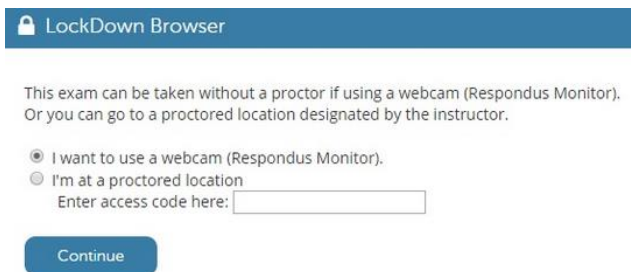 LockDown Browser
This exam can be taken without a proctor if using a webcam (Respondus Monitor).
Or you can go to a proctored location designated by the instructor.
I want to use a webcam (Respondus Monitor).
I'm at a proctored location
Enter access code here:
Continue